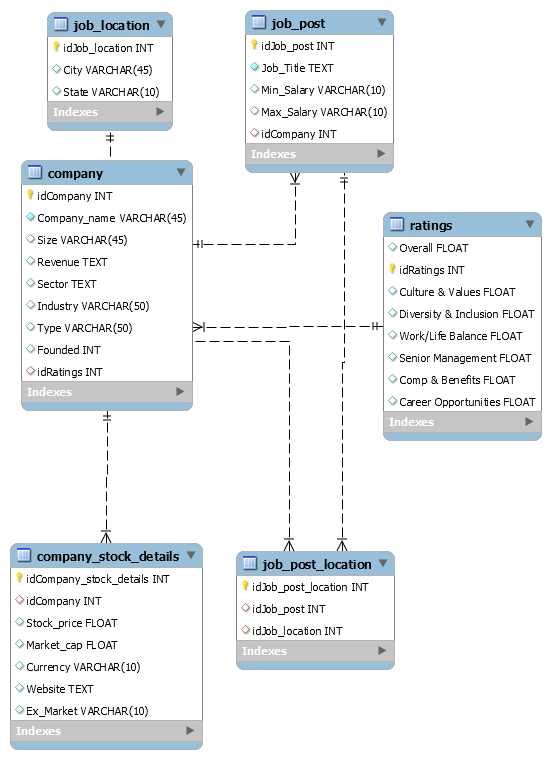 job_location
idJob_location INT
City VARCHAR(45)
State VARCHAR(10)
Indexes
job_post
idJob_post INT
Job_Title TEXT
Min_Salary VARCHAR(10)
Max_Salary VARCHAR(10)
idCompany INT
Indexes
company
idCompany INT
Company_name VARCHAR(45)
Size VARCHAR(45)
Revenue TEXT
Sector TEXT
Industry VARCHAR(50)
Type VARCHAR(50)
Founded INT
idRatings INT
Indexes
ratings
Overall FLOAT
idRatings INT
Culture & Values FLOAT
Diversity & Inclusion FLOAT
Work/Life Balance FLOAT
Senior Management FLOAT
Comp & Benefits FLOAT
Career Opportunities FLOAT
Indexes
company_stock_details
idCompany_stock_details INT
idCompany INT
Stock_price FLOAT
Market_cap FLOAT
Currency VARCHAR(10)
Website TEXT
Ex_Market VARCHAR(10)
Indexes
job_post_location
idJob_post_location INT
idJob_post INT
idJob_location INT
Indexes